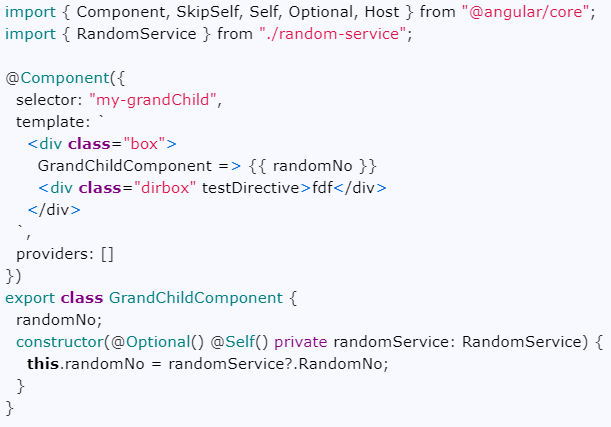 import { Component, SkipSelf, Self, Optional, Host } from "@angular/core";
import { RandomService } from "./random-service";

@Component({
  selector: "my-grandChild",
  template: `
    <div class="box">
      GrandChildComponent => {{ randomNo }}
      <div class="dirbox" testDirective>fdf</div>
    </div>
  `,
  providers: []
})
export class GrandChildComponent {
  randomNo;
  constructor(@Optional() @Self() private randomService: RandomService) {
    this.randomNo = randomService?.RandomNo;
  }
}